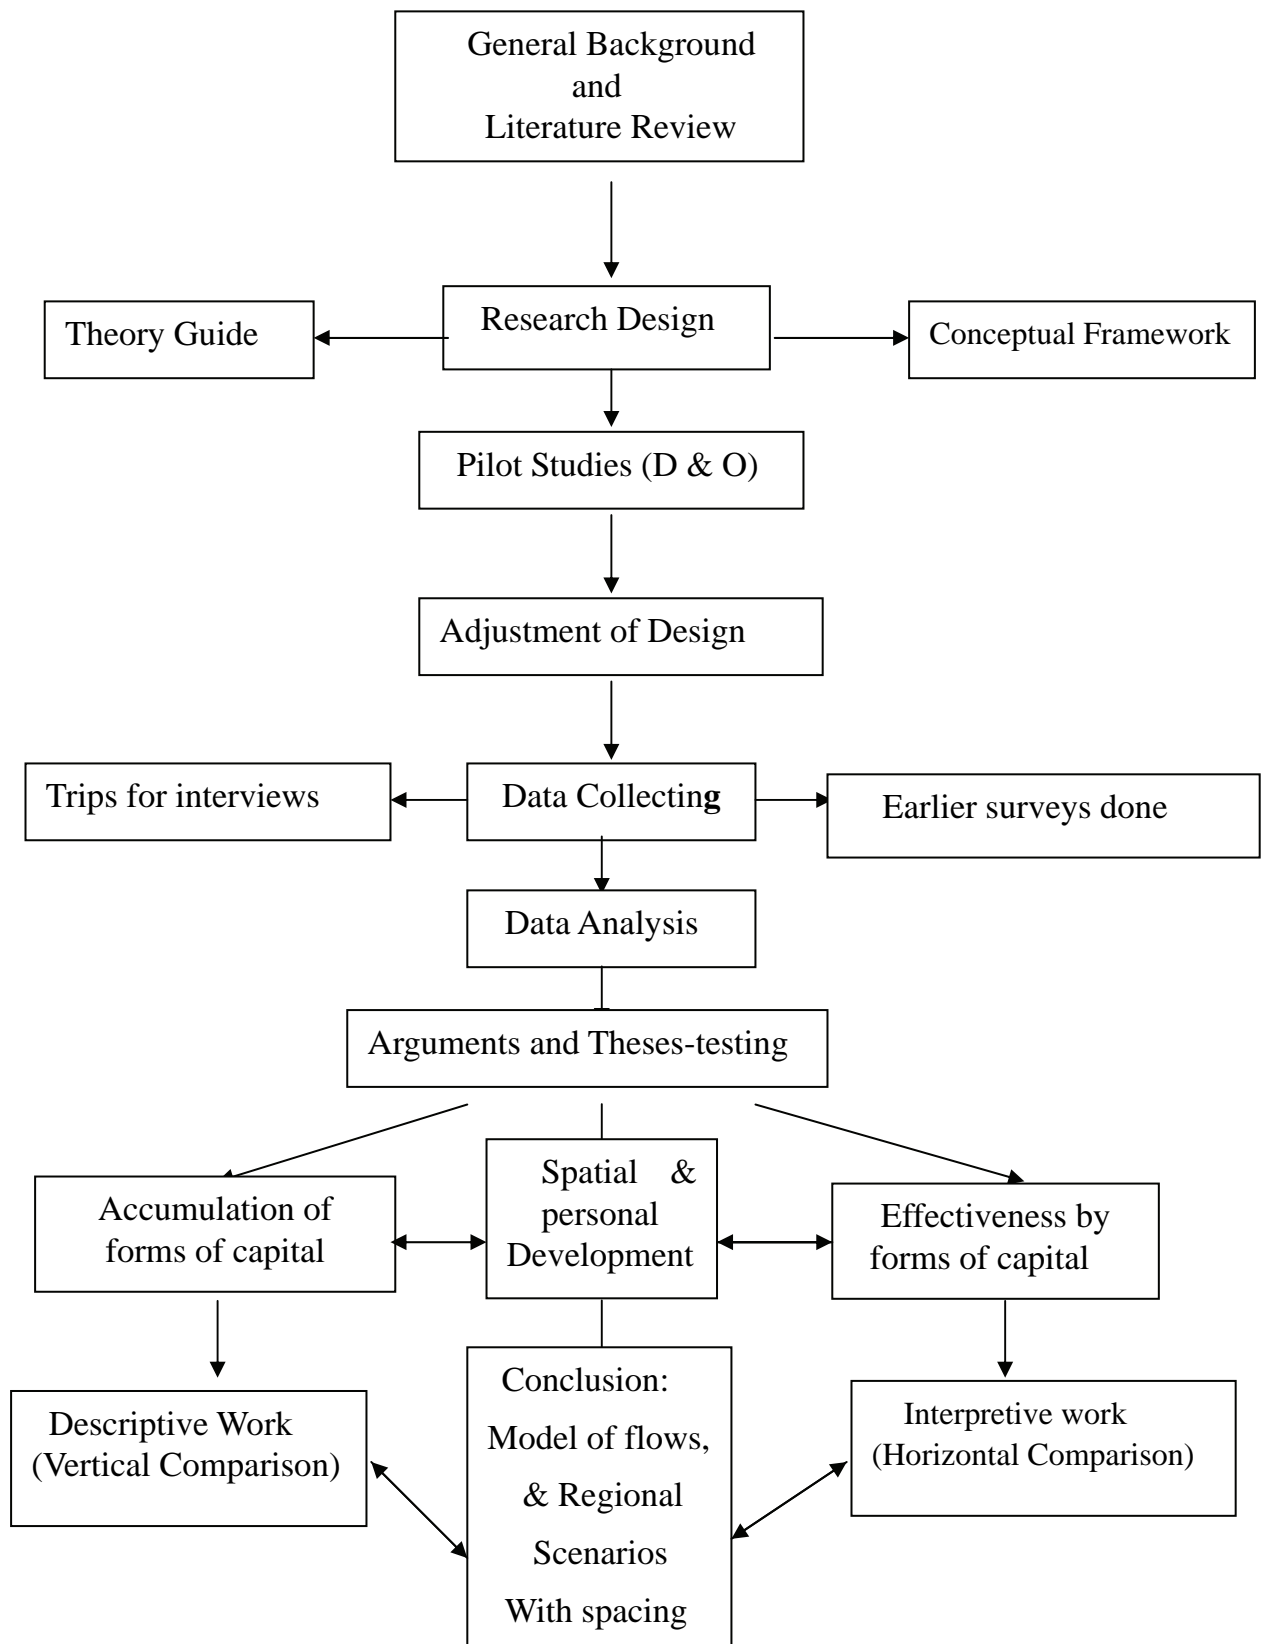 General Background
and
Literature Review
Theory Guide
Research Design
Conceptual Framework
Pilot Studies (D & O)
Adjustment of Design
Trips for interviews
Data Collecting
Earlier surveys done
Data Analysis
Arguments and Theses-testing
Accumulation of
forms of capital
Spatial &
personal
Development
Effectiveness by
forms of capital
Descriptive Work
(Vertical Comparison)
Conclusion:
Model of flows,
& Regional
Scenarios
With spacing
Interpretive work
(Horizontal Comparison)